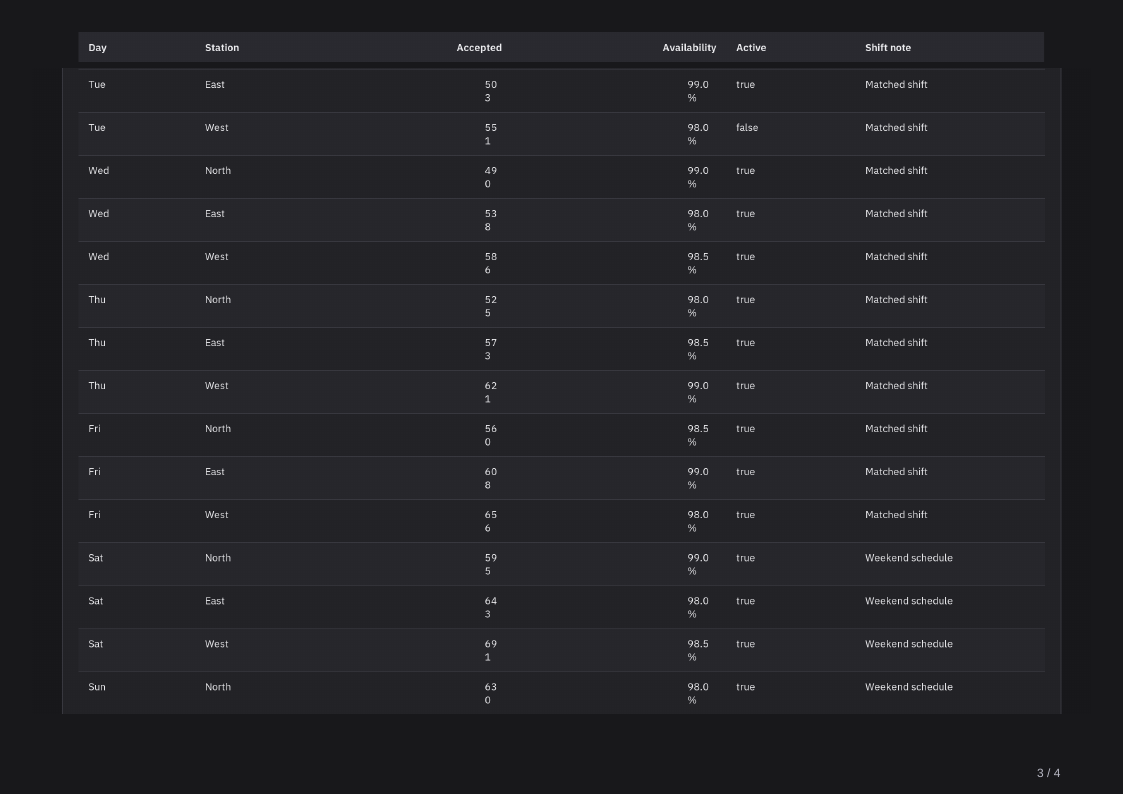 Day Station Accepted Availability Active Shift note
Tue East 50 99.0 true Matched shift
3 %
Tue West 55 98.0 false Matched shift
1 %
Wed North 49 99.0 true Matched shift
0 %
Wed East 53 98.0 true Matched shift
8 %
Wed West 58 98.5 true Matched shift
6 %
Thu North 52 98.0 true Matched shift
5 %
Thu East 57 98.5 true Matched shift
3 %
Thu West 62 99.0 true Matched shift
1 %
Fri North 56 98.5 true Matched shift
0 %
Fri East 60 99.0 true Matched shift
8 %
Fri West 65 98.0 true Matched shift
6 %
Sat North 59 99.0 true Weekend schedule
5 %
Sat East 64 98.0 true Weekend schedule
3 %
Sat West 69 98.5 true Weekend schedule
1 %
Sun North 63 98.0 true Weekend schedule
0 %
3 / 4